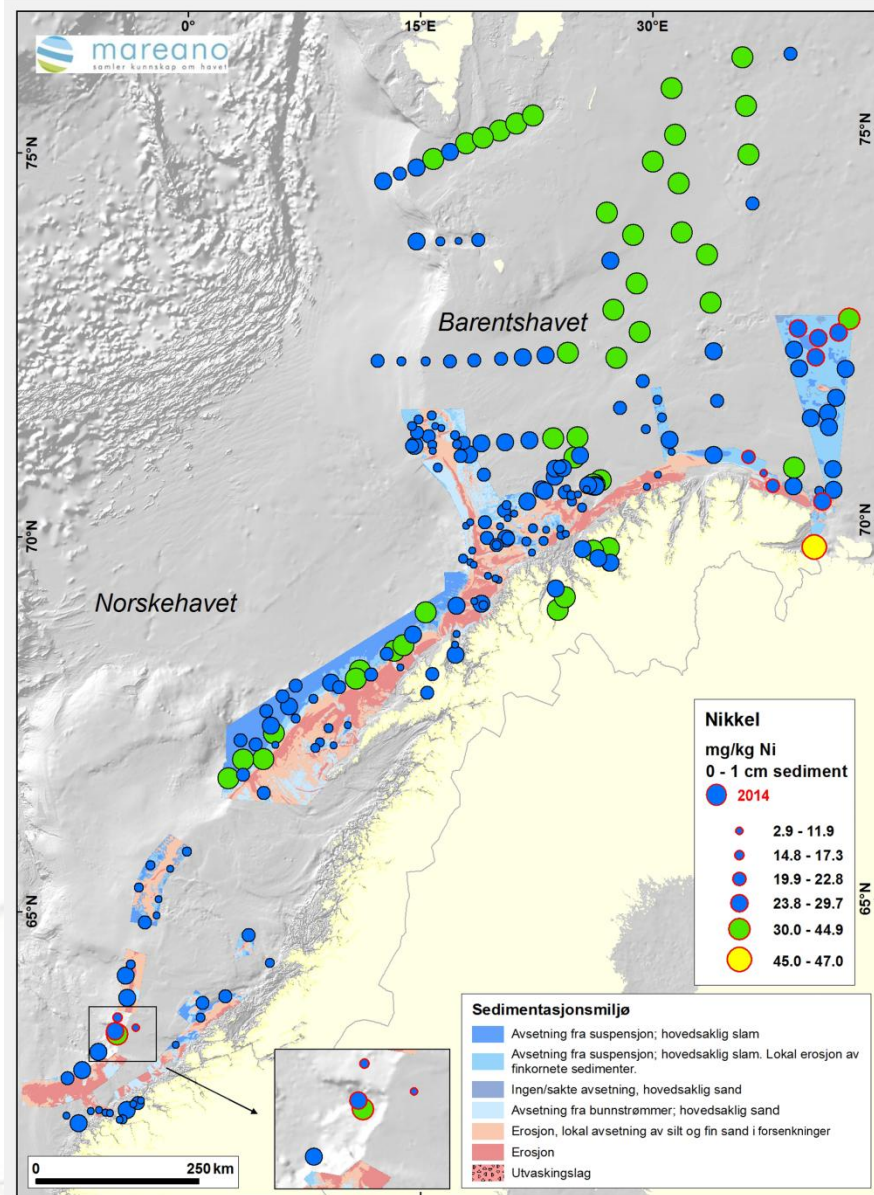 0°
15°E
30°E
mareano
samler kunnskap om havet
75°N
75°N
Barentshavet
70°N
70°N
Norskehavet
65°N
65°N
Nikkel
mg/kg Ni
0 - 1 cm sediment
2014
2.9 - 11.9
14.8 - 17.3
19.9 - 22.8
23.8 - 29.7
30.0 - 44.9
45.0 - 47.0
Sedimentasjonsmiljø
Avsetning fra suspensjon; hovedsaklig slam
Avsetning fra suspensjon; hovedsaklig slam. Lokal erosjon av
finkornete sedimenter.
Ingen/sakte avsetning, hovedsaklig sand
Avsetning fra bunnstrømmer; hovedsaklig sand
Erosjon, lokal avsetning av silt og fin sand i forsenkninger
Erosjon
Utvaskingslag
0 250 km
15°E